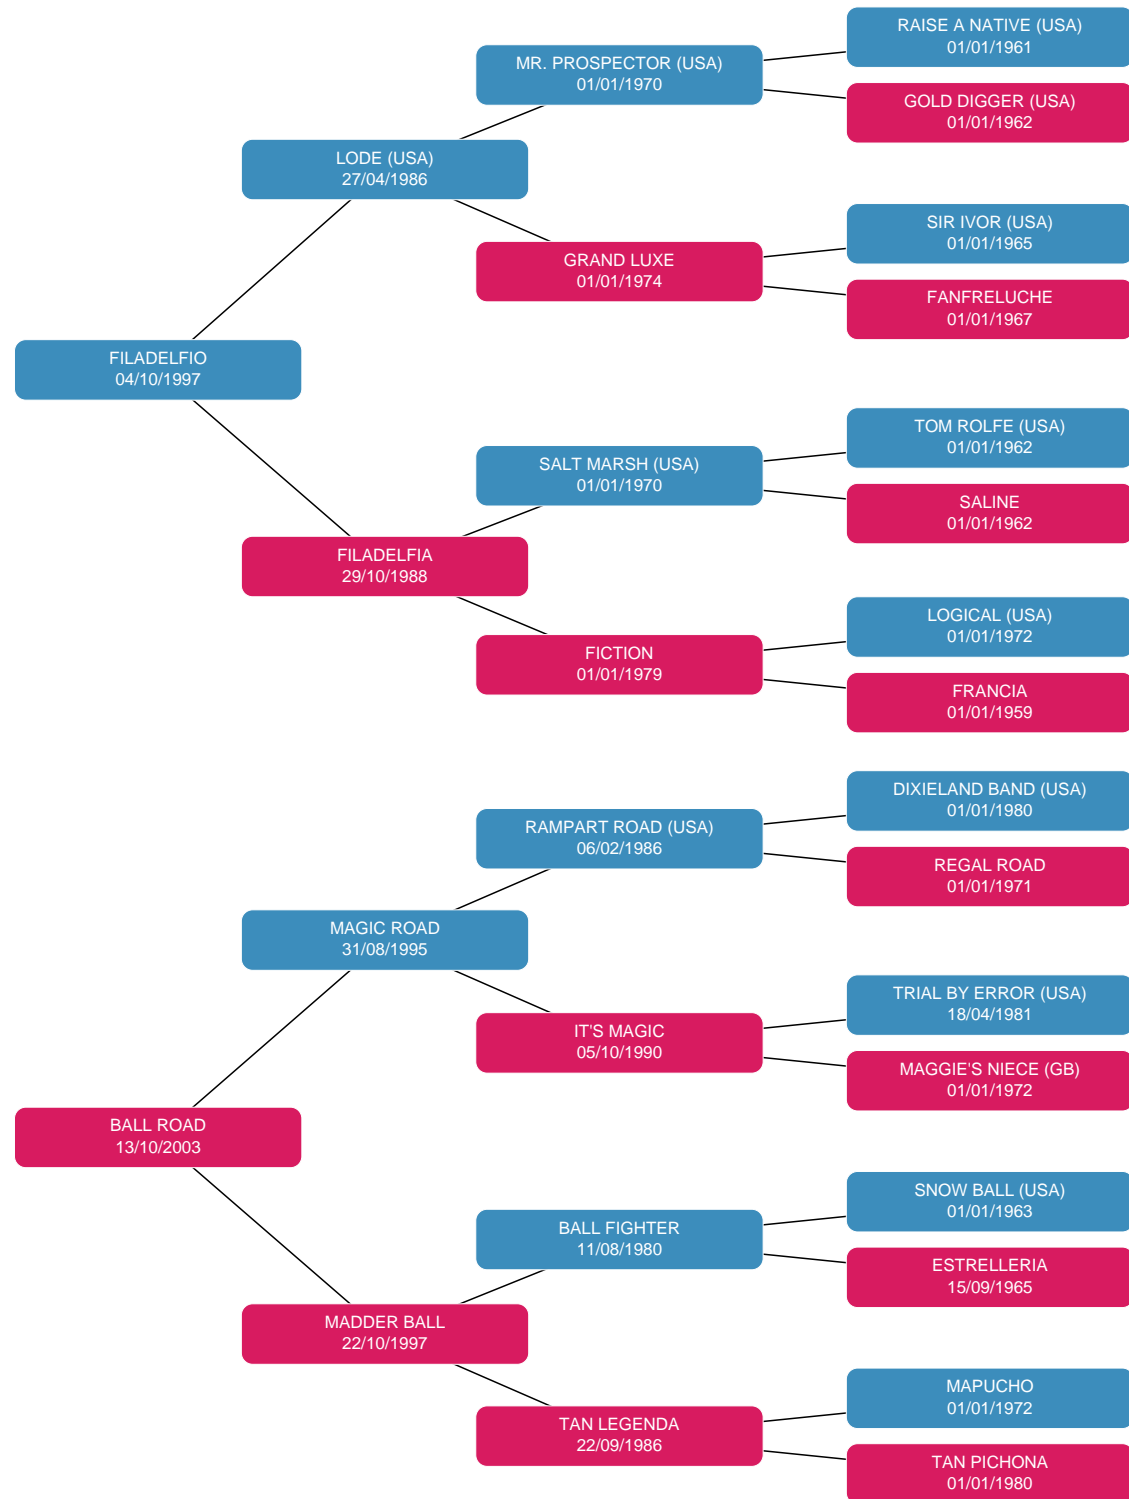 RAISE A NATIVE (USA)
01/01/1961
MR. PROSPECTOR (USA)
01/01/1970
GOLD DIGGER (USA)
01/01/1962
LODE (USA)
27/04/1986
SIR IVOR (USA)
01/01/1965
GRAND LUXE
01/01/1974
FANFRELUCHE
01/01/1967
FILADELFIO
04/10/1997
TOM ROLFE (USA)
01/01/1962
SALT MARSH (USA)
01/01/1970
SALINE
01/01/1962
FILADELFIA
29/10/1988
LOGICAL (USA)
01/01/1972
FICTION
01/01/1979
FRANCIA
01/01/1959
DIXIELAND BAND (USA)
01/01/1980
RAMPART ROAD (USA)
06/02/1986
REGAL ROAD
01/01/1971
MAGIC ROAD
31/08/1995
TRIAL BY ERROR (USA)
18/04/1981
IT'S MAGIC
05/10/1990
MAGGIE'S NIECE (GB)
01/01/1972
BALL ROAD
13/10/2003
SNOW BALL (USA)
01/01/1963
BALL FIGHTER
11/08/1980
ESTRELLERIA
15/09/1965
MADDER BALL
22/10/1997
MAPUCHO
01/01/1972
TAN LEGENDA
22/09/1986
TAN PICHONA
01/01/1980